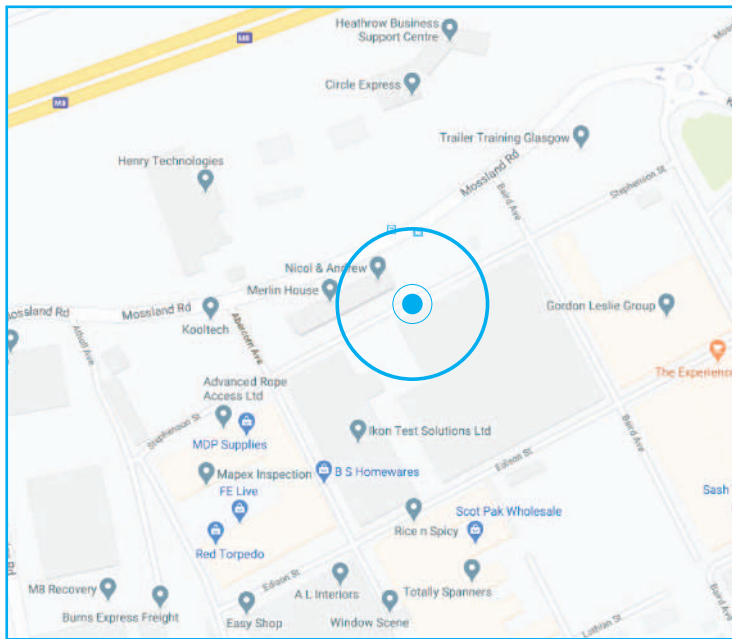 Heathrow Business
Support Centre
M8
Circle Express
M8
Trailer Training Glasgow
Henry Technologies
Mossland Rd
Baird Ave
Stephenson St
Nicol & Andrew
Merlin House
Gordon Leslie Group
Mossland Rd
Kooltech
Abercorn Ave
Atholl Ave
The Experience
Advanced Rope
Access Ltd
Stephenson St
MDP Supplies
Ikon Test Solutions Ltd
Baird Ave
Mapex Inspection
B S Homewares
Edison St
FE Live
Sash
Scot Pak Wholesale
Rice n Spicy
Red Torpedo
Edison St
M8 Recovery
A L Interiors
Totally Spanners
Burns Express Freight
Easy Shop
Window Scene
Lothian St
Baird Ave